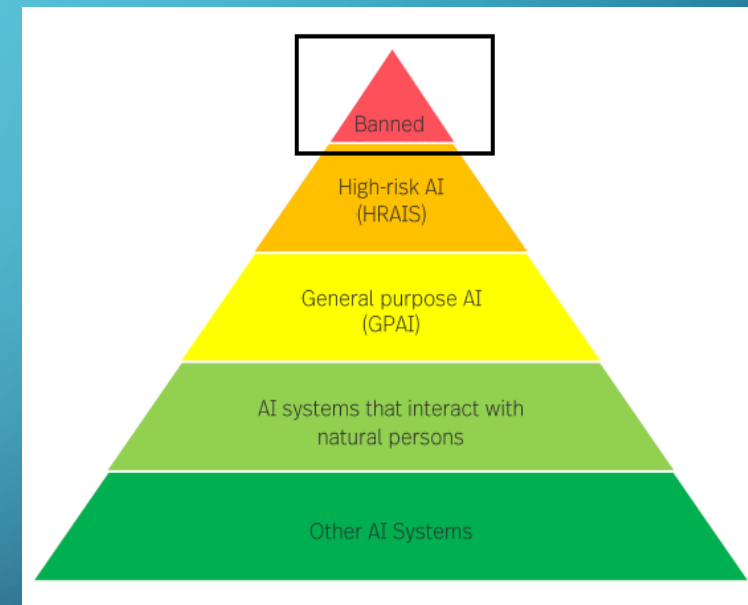 Banned
High-risk AI
(HRAIS)
General purpose AI
(GPAI)
AI systems that interact with
natural persons
Other AI Systems